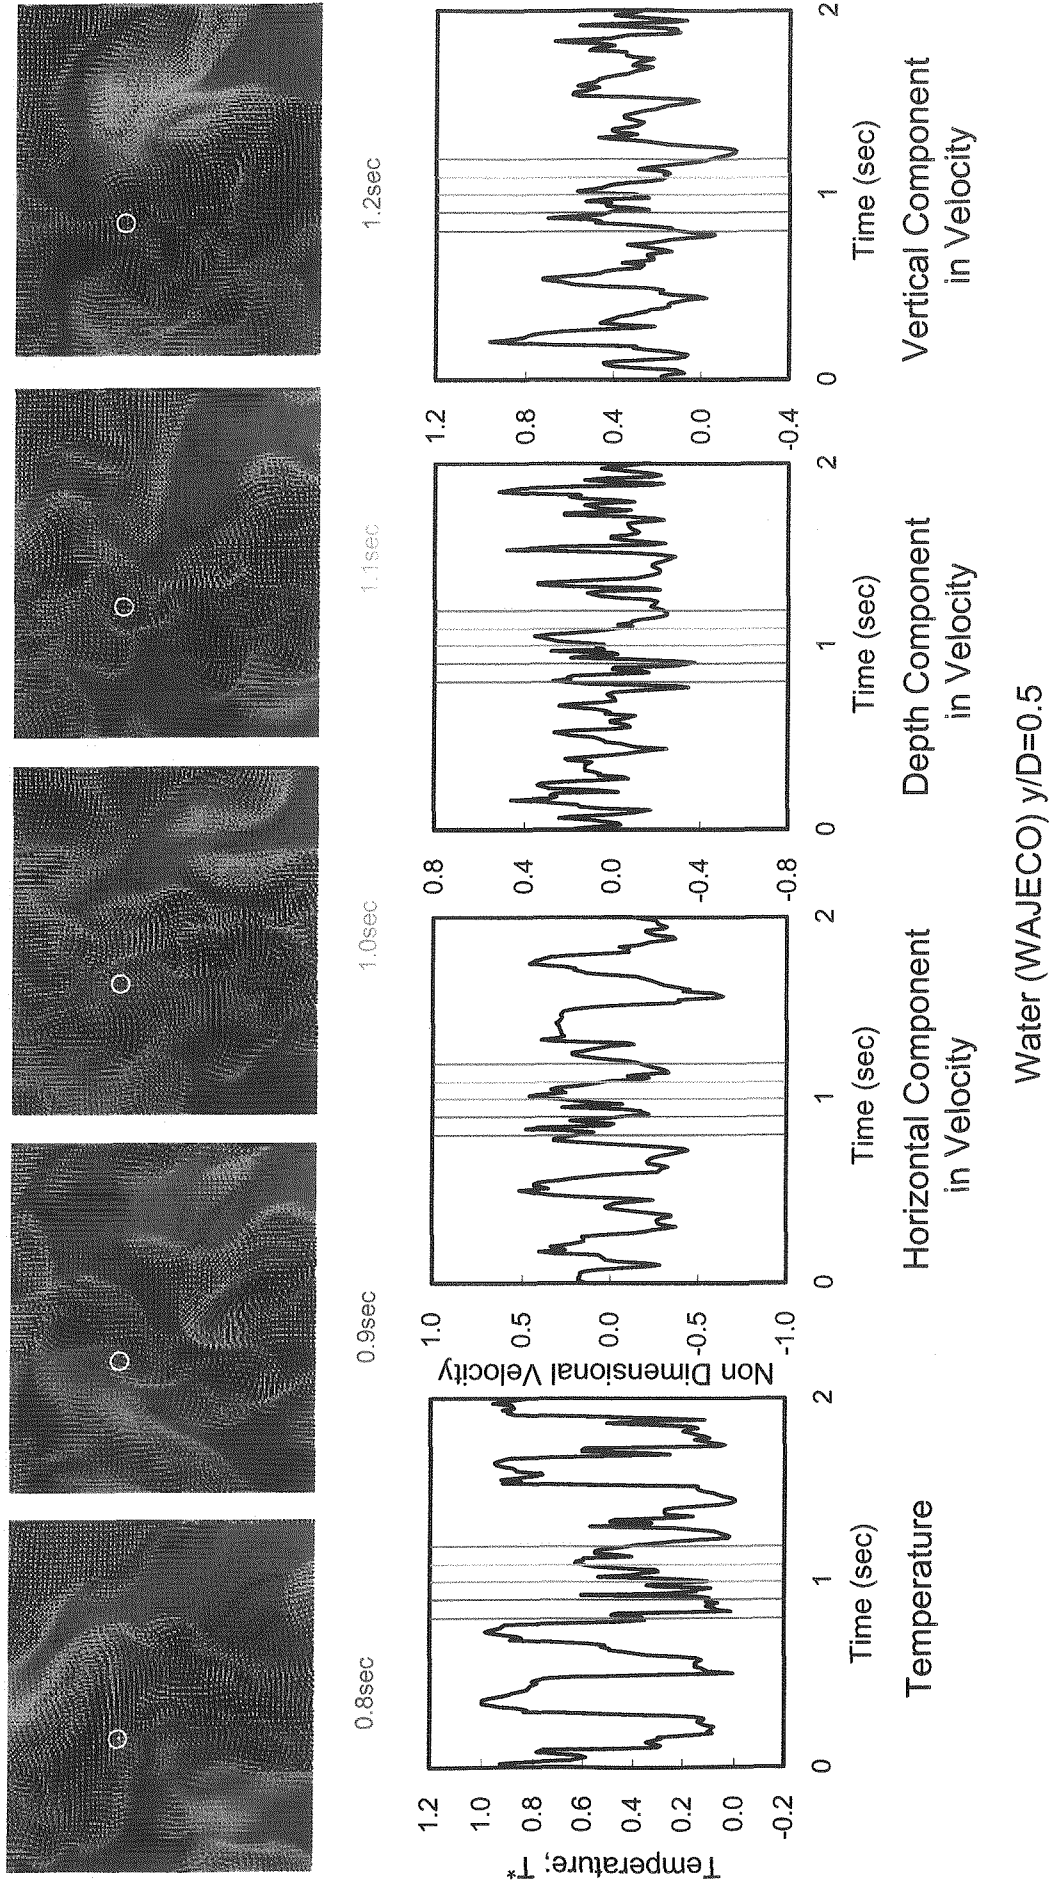 0.8sec
0.9sec
1.0sec
1.1sec
1.2sec
Temperature; T*
1.2
1.0
0.8
0.6
0.4
0.2
0.0
-0.2
0
1
2
Time (sec)
Temperature
Non Dimensional Velocity
1.0
0.5
0.0
-0.5
-1.0
0
1
2
Time (sec)
Horizontal Component
in Velocity
0.8
0.4
0.0
-0.4
-0.8
0
1
2
Time (sec)
Depth Component
in Velocity
1.2
0.8
0.4
0.0
-0.4
0
1
2
Time (sec)
Vertical Component
in Velocity
Water (WAJECO) y/D=0.5